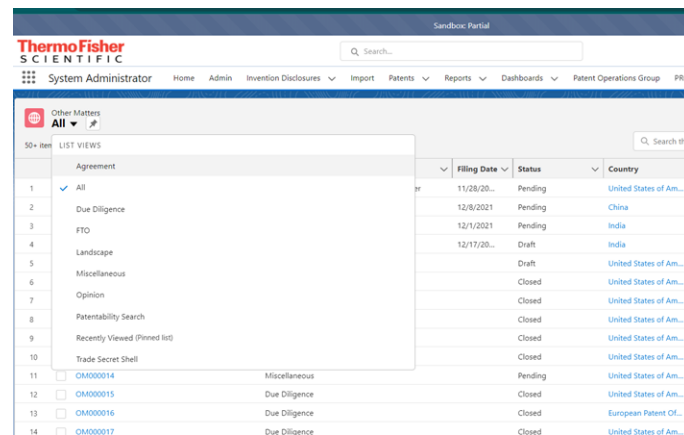 Sandbox: Partial
ThermoFisher
SCIENTIFIC
Search...
System Administrator Home Admin Invention Disclosures Import Patents Reports Dashboards Patent Operations Group PR
Other Matters
All
50+ item
Search th
LIST VIEWS
Agreement
All
Due Diligence
FTO
Landscape
Miscellaneous
Opinion
Patentability Search
Recently Viewed (Pinned list)
Trade Secret Shell
Filing Date Status Country
1 er 11/28/20... Pending United States of Am...
2 12/8/2021 Pending China
3 12/1/2021 Pending India
4 12/17/20... Draft India
5 Draft United States of Am...
6 Closed United States of Am...
7 Closed United States of Am...
8 Closed United States of Am...
9 Closed United States of Am...
10 Closed United States of Am...
11 OM000014 Miscellaneous Pending United States of Am...
12 OM000015 Due Diligence Closed United States of Am...
13 OM000016 Due Diligence Closed European Patent Of...
14 OM000017 Due Diligence Closed United States of Am...